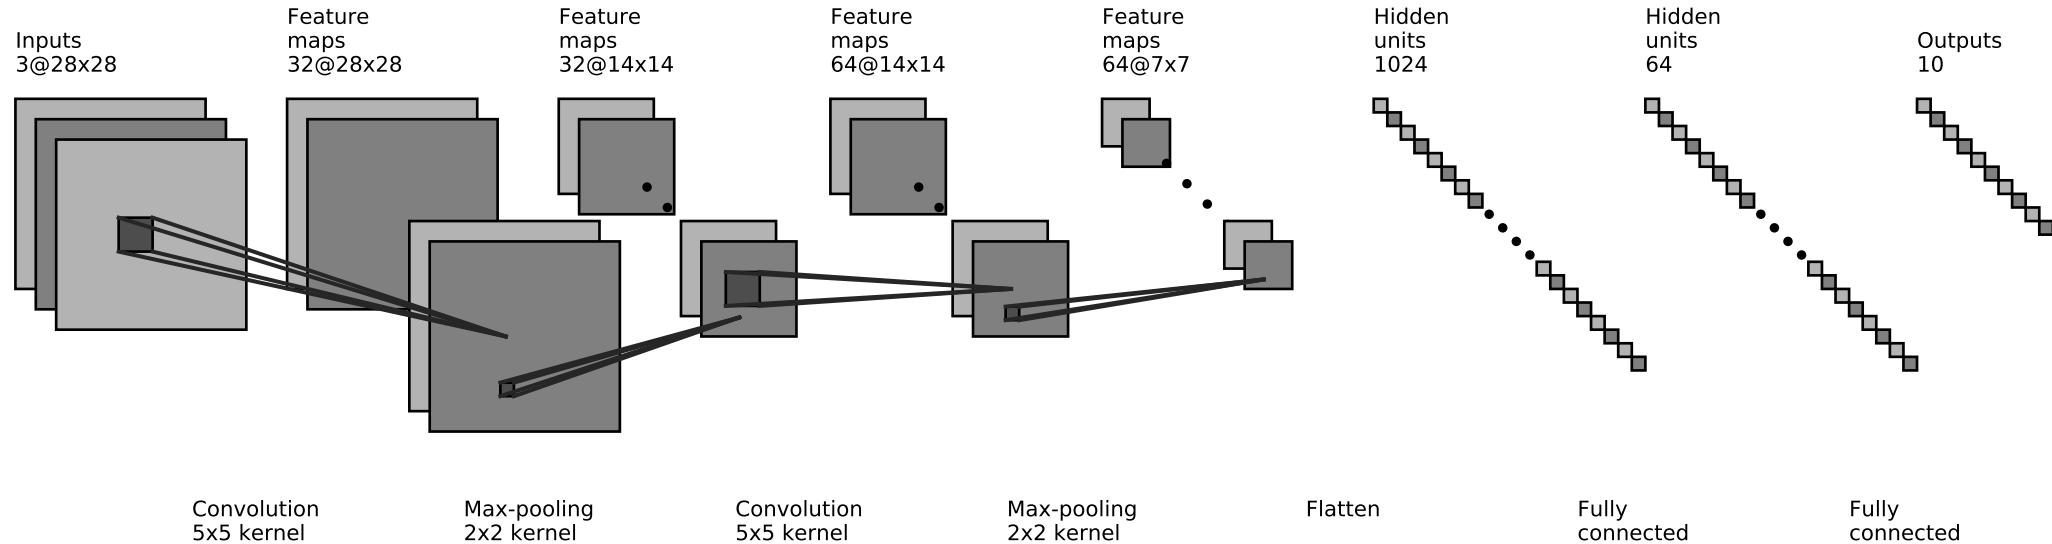 Inputs
3@28x28
Feature
maps
32@28x28
Feature
maps
32@14x14
Feature
maps
64@14x14
Feature
maps
64@7x7
Hidden
units
1024
Hidden
units
64
Outputs
10
Convolution
5x5 kernel
Max-pooling
2x2 kernel
Convolution
5x5 kernel
Max-pooling
2x2 kernel
Flatten
Fully
connected
Fully
connected